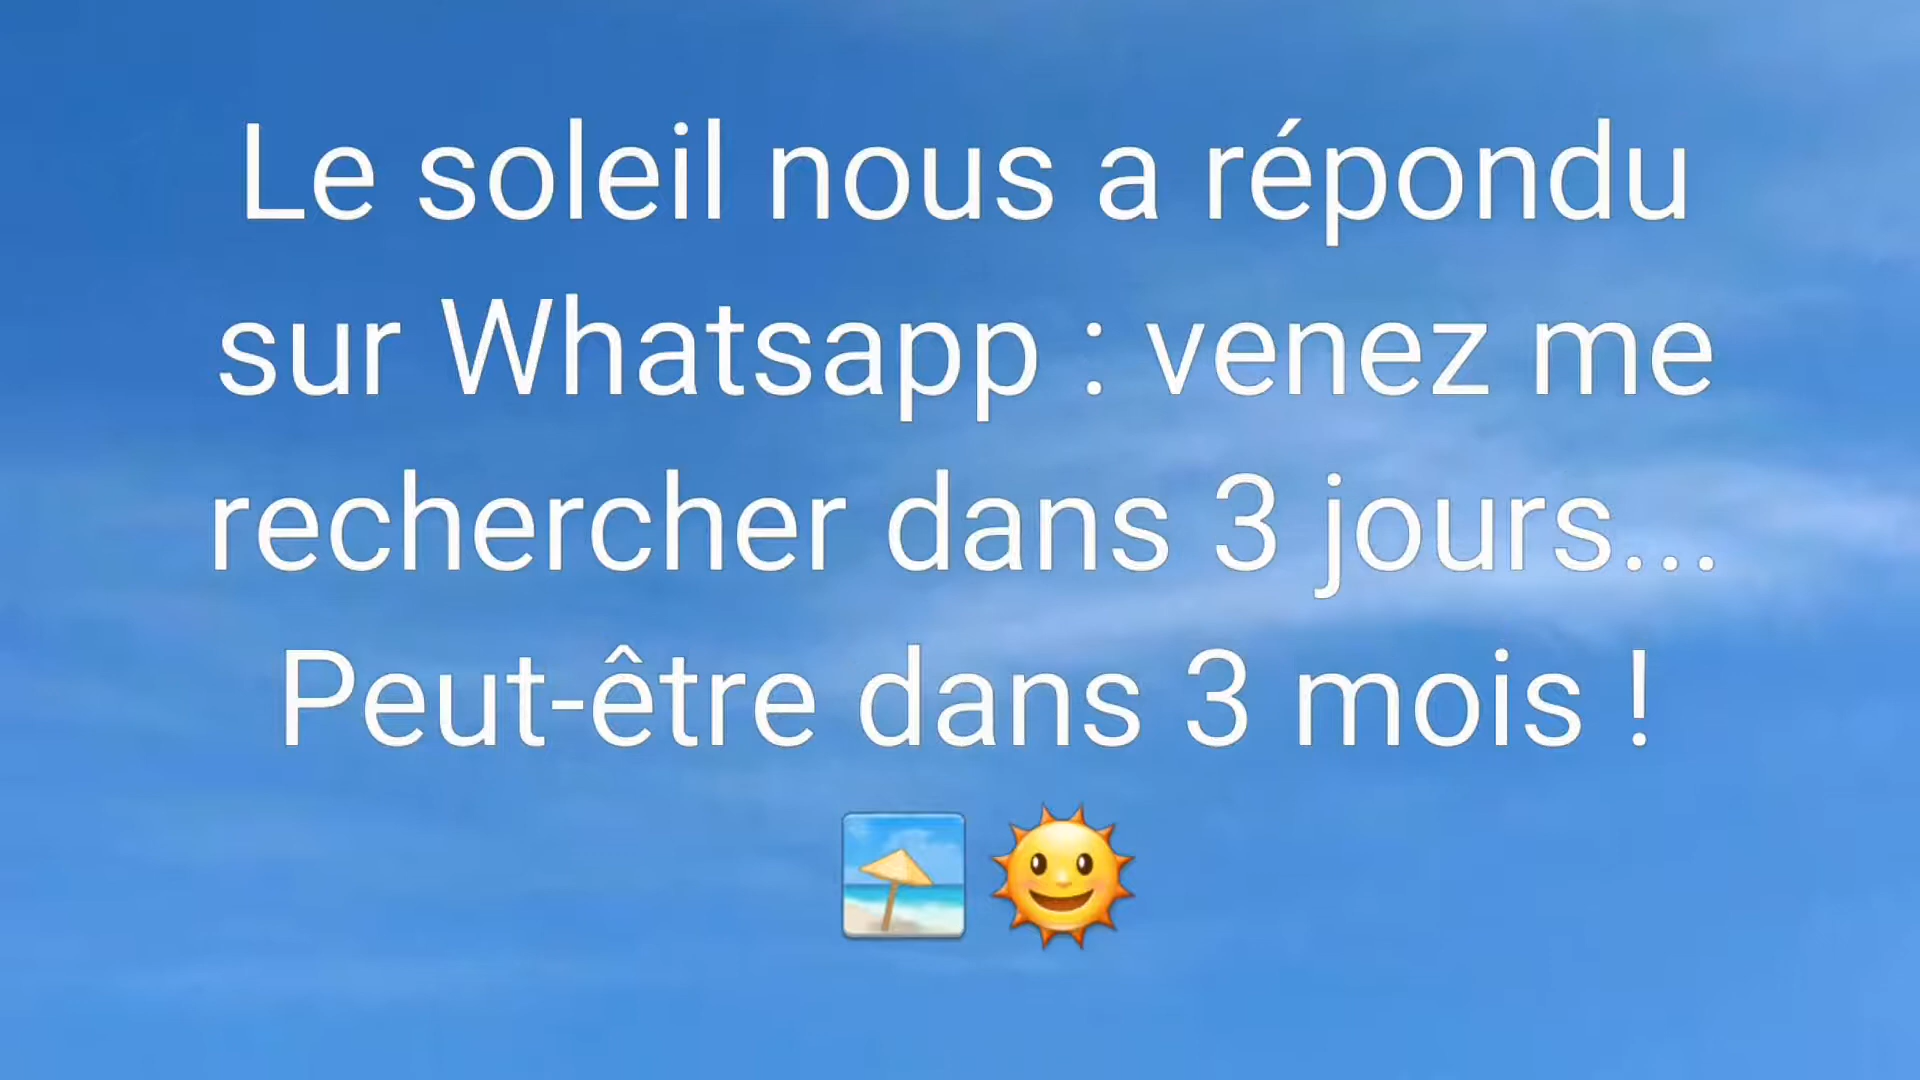 Le soleil nous a répondu
sur Whatsapp : venez me
rechercher dans 3 jours...
Peut-être dans 3 mois !
🏖️🌞